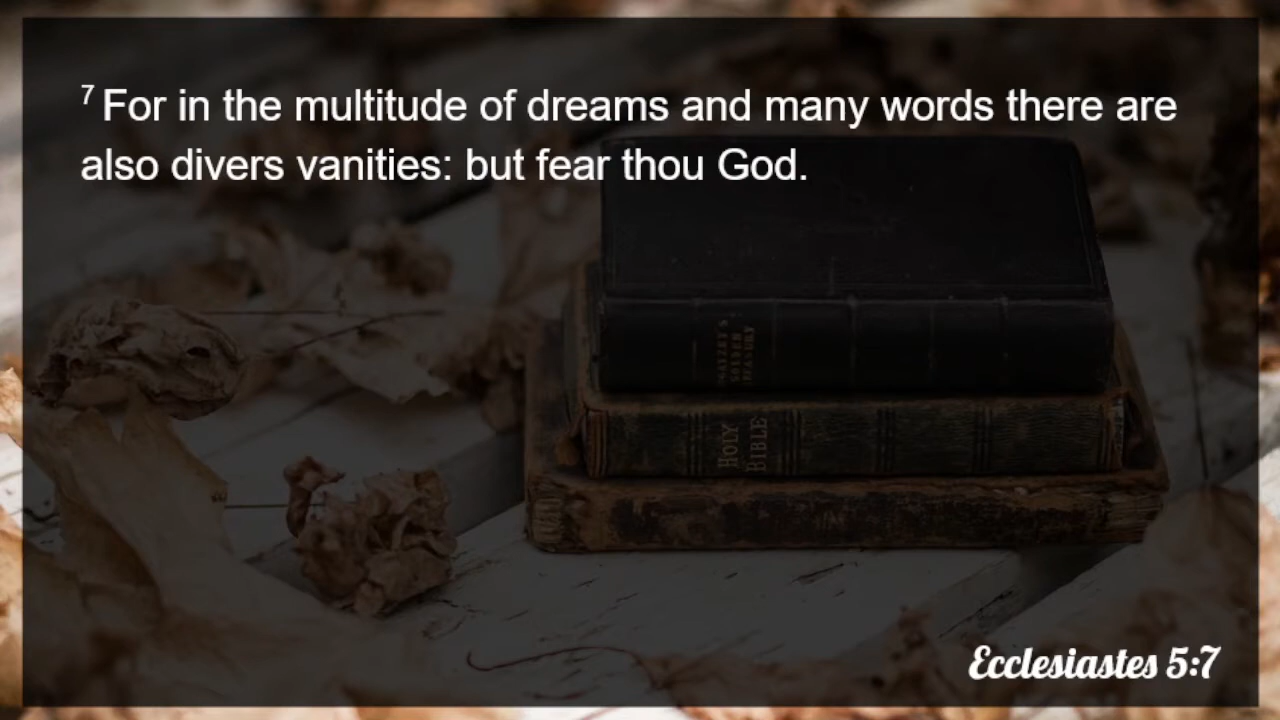 7 For in the multitude of dreams and many words there are
also divers vanities: but fear thou God.
HOLY
BIBLE
Ecclesiastes 5:7